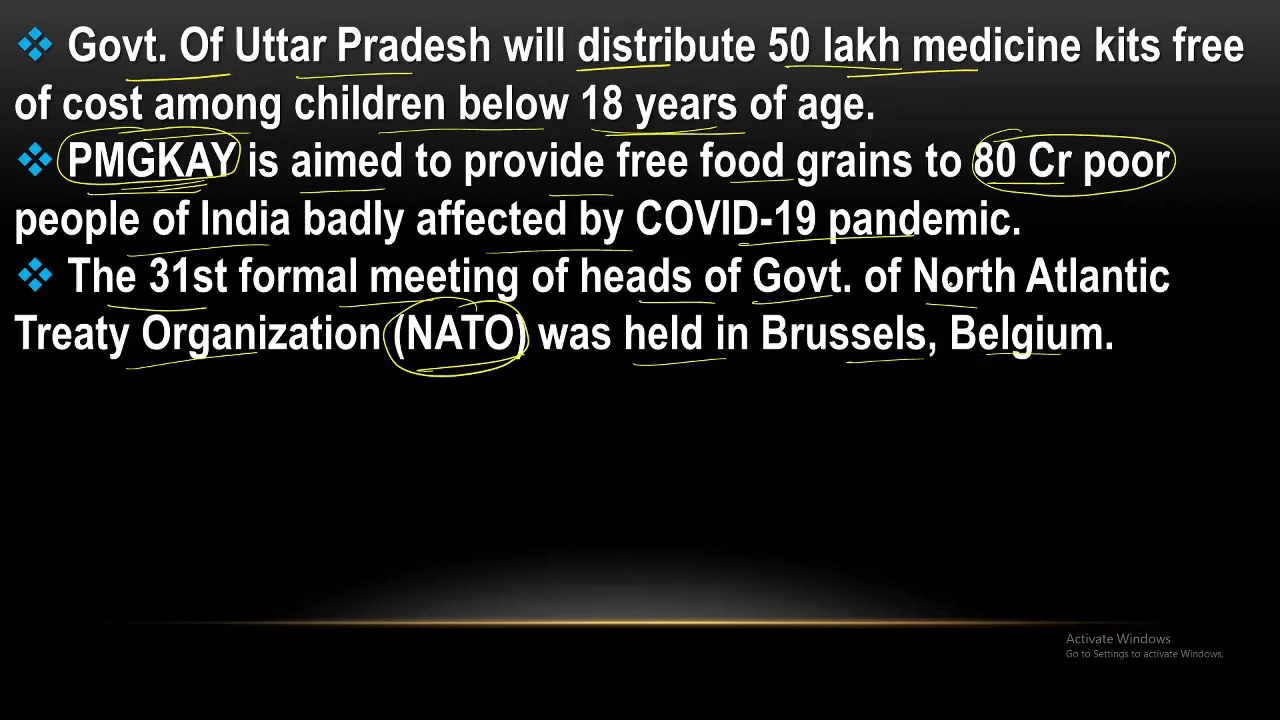 ❖ Govt. Of Uttar Pradesh will distribute 50 lakh medicine kits free
of cost among children below 18 years of age.
❖ PMGKAY is aimed to provide free food grains to 80 Cr poor
people of India badly affected by COVID-19 pandemic.
❖ The 31st formal meeting of heads of Govt. of North Atlantic
Treaty Organization (NATO) was held in Brussels, Belgium.
Activate Windows
Go to Settings to activate Windows.